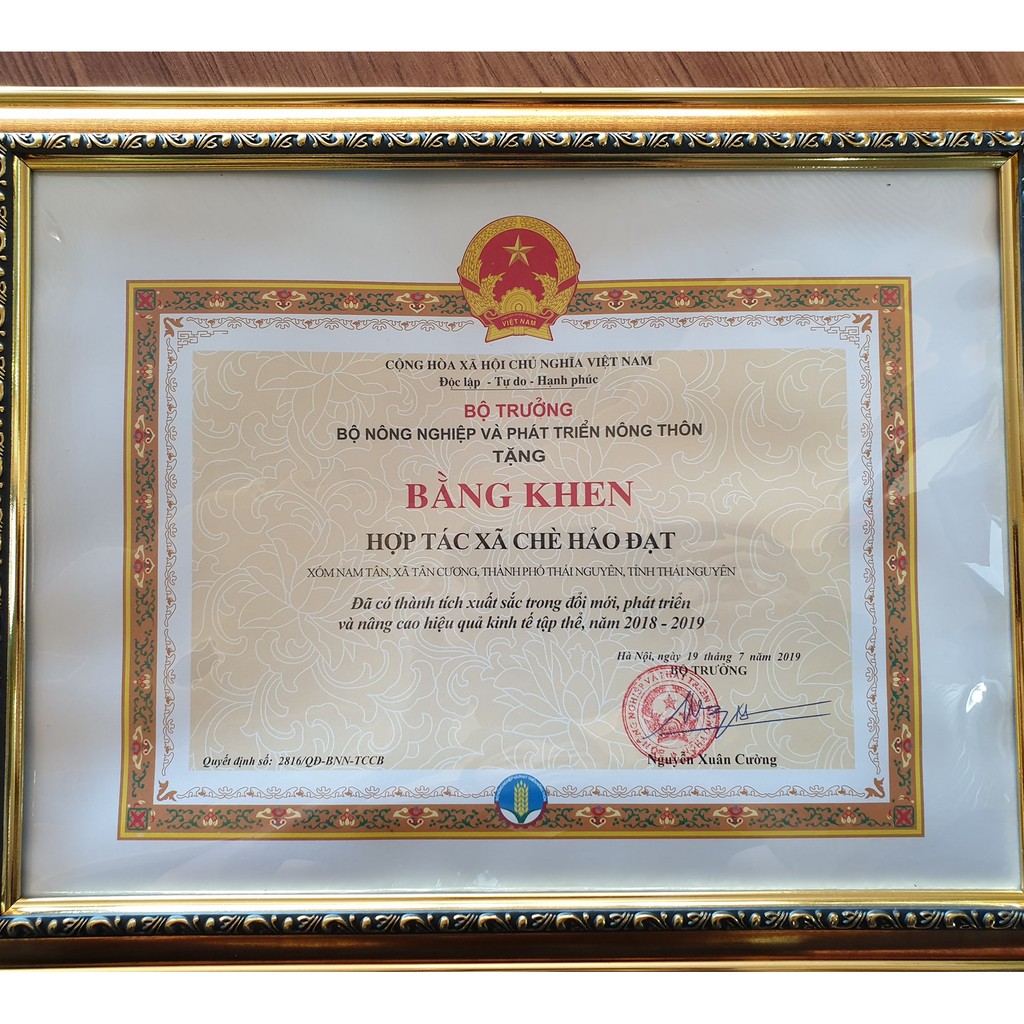 VIỆT NAM
CỘNG HÒA XÃ HỘI CHỦ NGHĨA VIỆT NAM
Độc lập - Tự do - Hạnh phúc
BỘ TRƯỞNG
BỘ NÔNG NGHIỆP VÀ PHÁT TRIỂN NÔNG THÔN
TẶNG
BẰNG KHEN
HỢP TÁC XÃ CHÈ HẢO ĐẠT
XÓM NAM TÂN, XÃ TÂN CƯƠNG, THÀNH PHỐ THÁI NGUYÊN, TỈNH THÁI NGUYÊN
Đã có thành tích xuất sắc trong đổi mới, phát triển
và nâng cao hiệu quả kinh tế tập thể, năm 2018 - 2019
Hà Nội, ngày 19 tháng 7 năm 2019
BỘ TRƯỞNG
Nguyễn Xuân Cường
Quyết định số: 2816/QĐ-BNN-TCCB